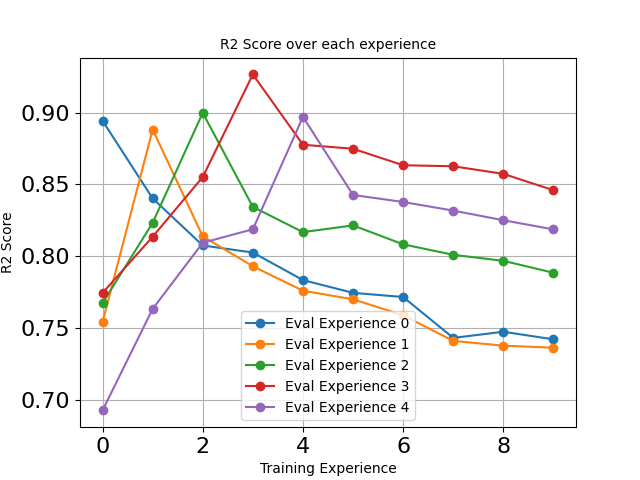 R2 Score over each experience
R2 Score
0.90
0.85
0.80
0.75
0.70
Eval Experience 0
Eval Experience 1
Eval Experience 2
Eval Experience 3
Eval Experience 4
0 2 4 6 8
Training Experience